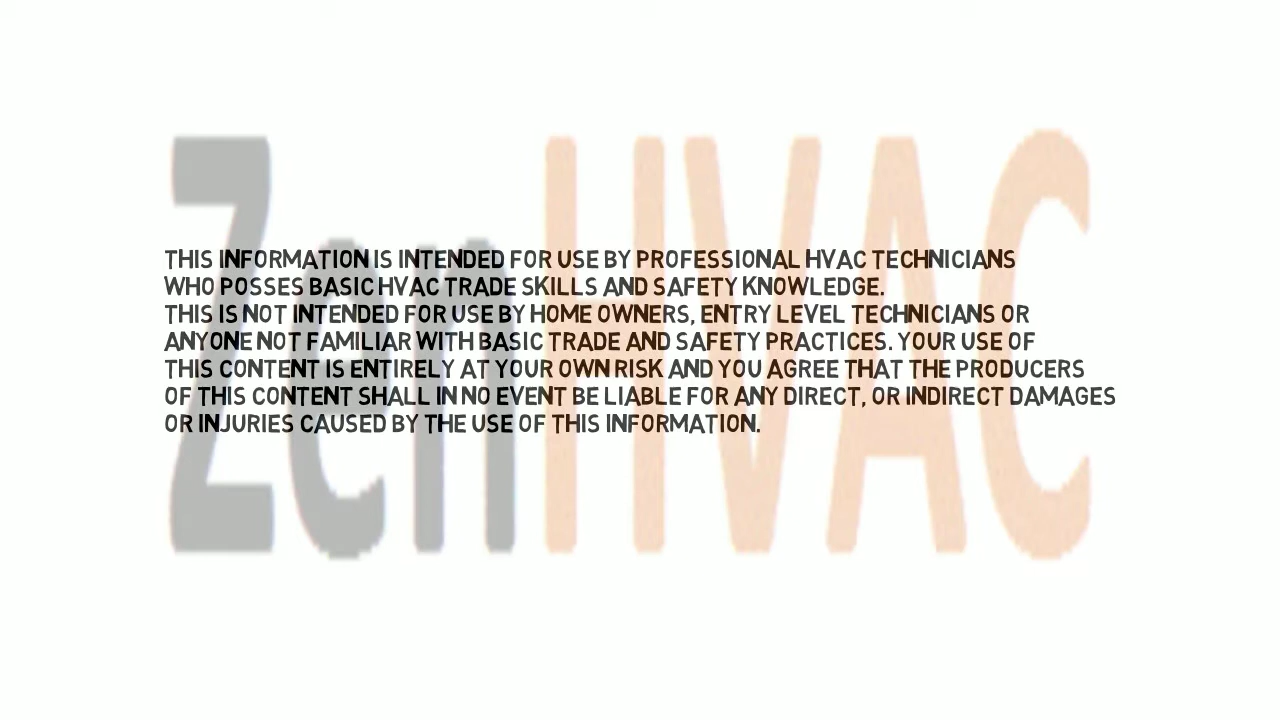 ZenHVAC
THIS INFORMATION IS INTENDED FOR USE BY PROFESSIONAL HVAC TECHNICIANS
WHO POSSES BASIC HVAC TRADE SKILLS AND SAFETY KNOWLEDGE.
THIS IS NOT INTENDED FOR USE BY HOME OWNERS, ENTRY LEVEL TECHNICIANS OR
ANYONE NOT FAMILIAR WITH BASIC TRADE AND SAFETY PRACTICES. YOUR USE OF
THIS CONTENT IS ENTIRELY AT YOUR OWN RISK AND YOU AGREE THAT THE PRODUCERS
OF THIS CONTENT SHALL IN NO EVENT BE LIABLE FOR ANY DIRECT, OR INDIRECT DAMAGES
OR INJURIES CAUSED BY THE USE OF THIS INFORMATION.